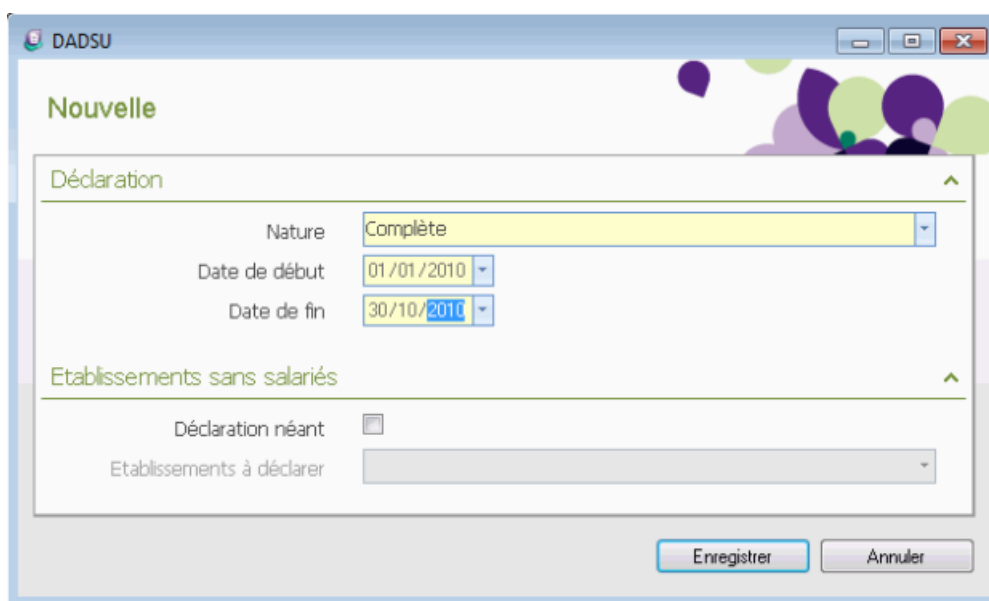 DADSU
Nouvelle
Déclaration
Nature Complète
Date de début 01/01/2010
Date de fin 30/10/2010
Etablissements sans salariés
Déclaration néant
Etablissements à déclarer
Enregistrer Annuler